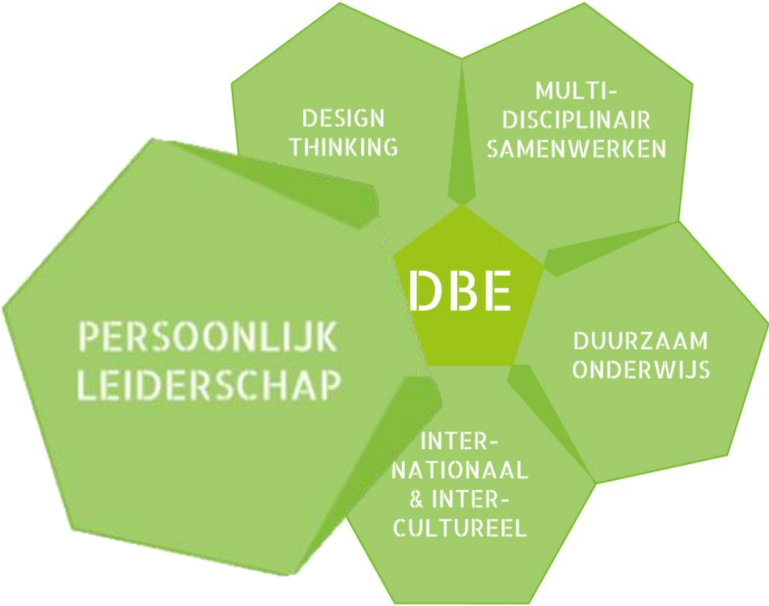 DESIGN
THINKING
MULTI-
DISCIPLINAIR
SAMENWERKEN
DBE
PERSOONLIJK
LEIDERSCHAP
DUURZAAM
ONDERWIJS
INTER-
NATIONAAL
& INTER-
CULTUREEL